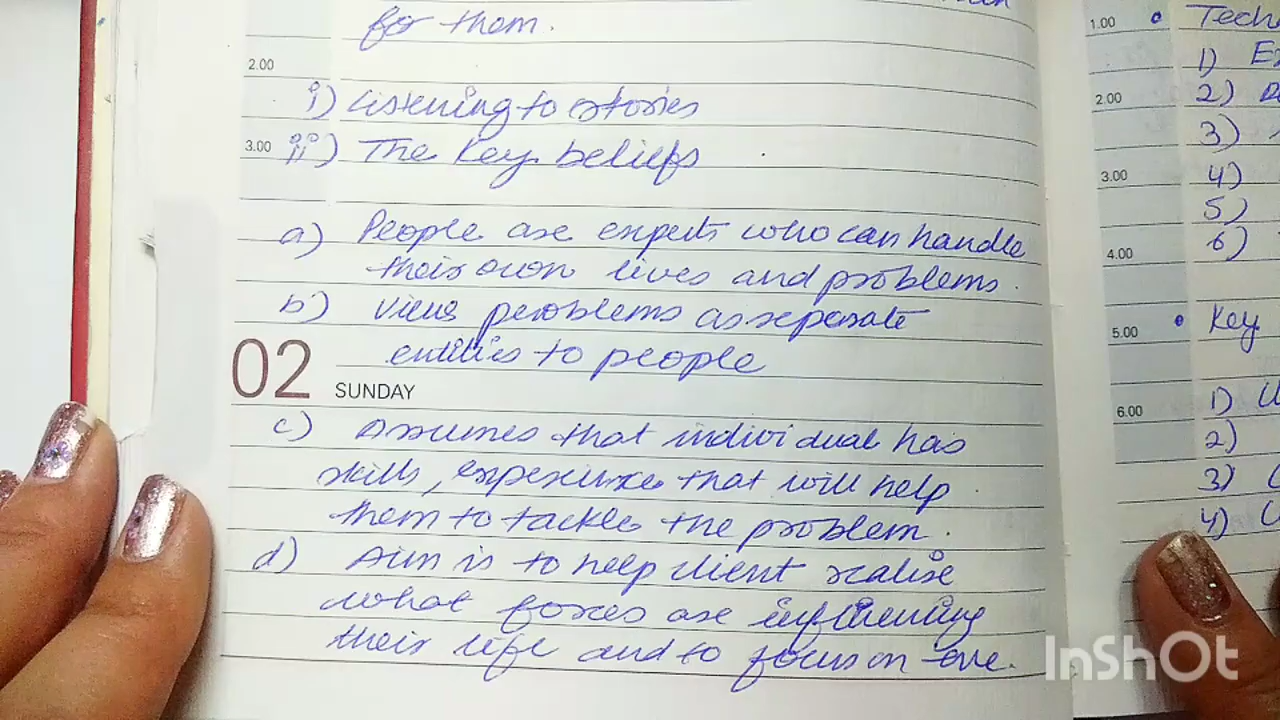 for them.
2.00
i) Listening to stories
3.00 ii) The Key beliefs
a) People are experts who can handle
their own lives and problems.
b) View peroblems as seperate
entities to people
02 SUNDAY
c) Assumes that individual has
skills, experience that will help
them to tackle the problem.
d) Aim is to help client realise
what forces are influening
their life and to focus on
1.00 • Tech
1) E
2.00 2)
3)
3.00 4)
5)
4.00 6)
5.00 • Key
6.00 1) U
2)
3) C
4)
InShOt